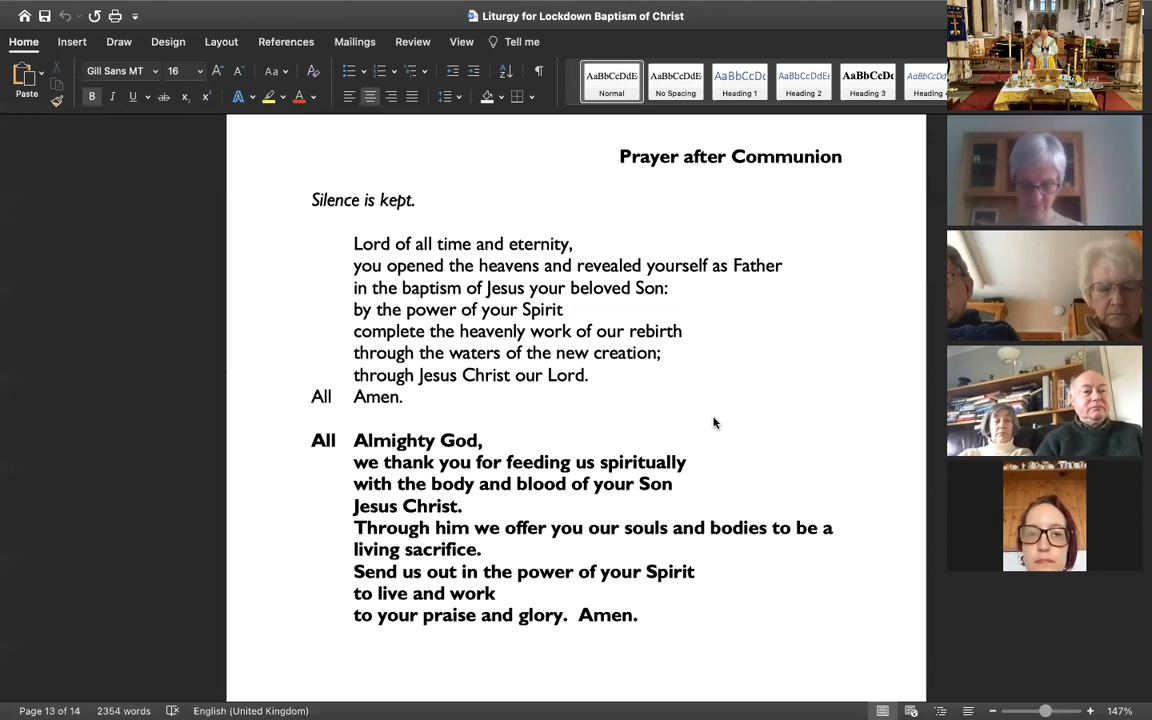 Liturgy for Lockdown Baptism of Christ
Home Insert Draw Design Layout References Mailings Review View Tell me
Paste
Gill Sans MT 16
AaBbCcDdE AaBbCcDdE AaBbCcDc AaBbCcDdEe AaBbCcDc
Normal No Spacing Heading 1 Heading 2 Heading 3 Heading
Prayer after Communion
Silence is kept.
Lord of all time and eternity,
you opened the heavens and revealed yourself as Father
in the baptism of Jesus your beloved Son:
by the power of your Spirit
complete the heavenly work of our rebirth
through the waters of the new creation;
through Jesus Christ our Lord.
All Amen.
All Almighty God,
we thank you for feeding us spiritually
with the body and blood of your Son
Jesus Christ.
Through him we offer you our souls and bodies to be a
living sacrifice.
Send us out in the power of your Spirit
to live and work
to your praise and glory. Amen.
Page 13 of 14 2354 words English (United Kingdom) 147%